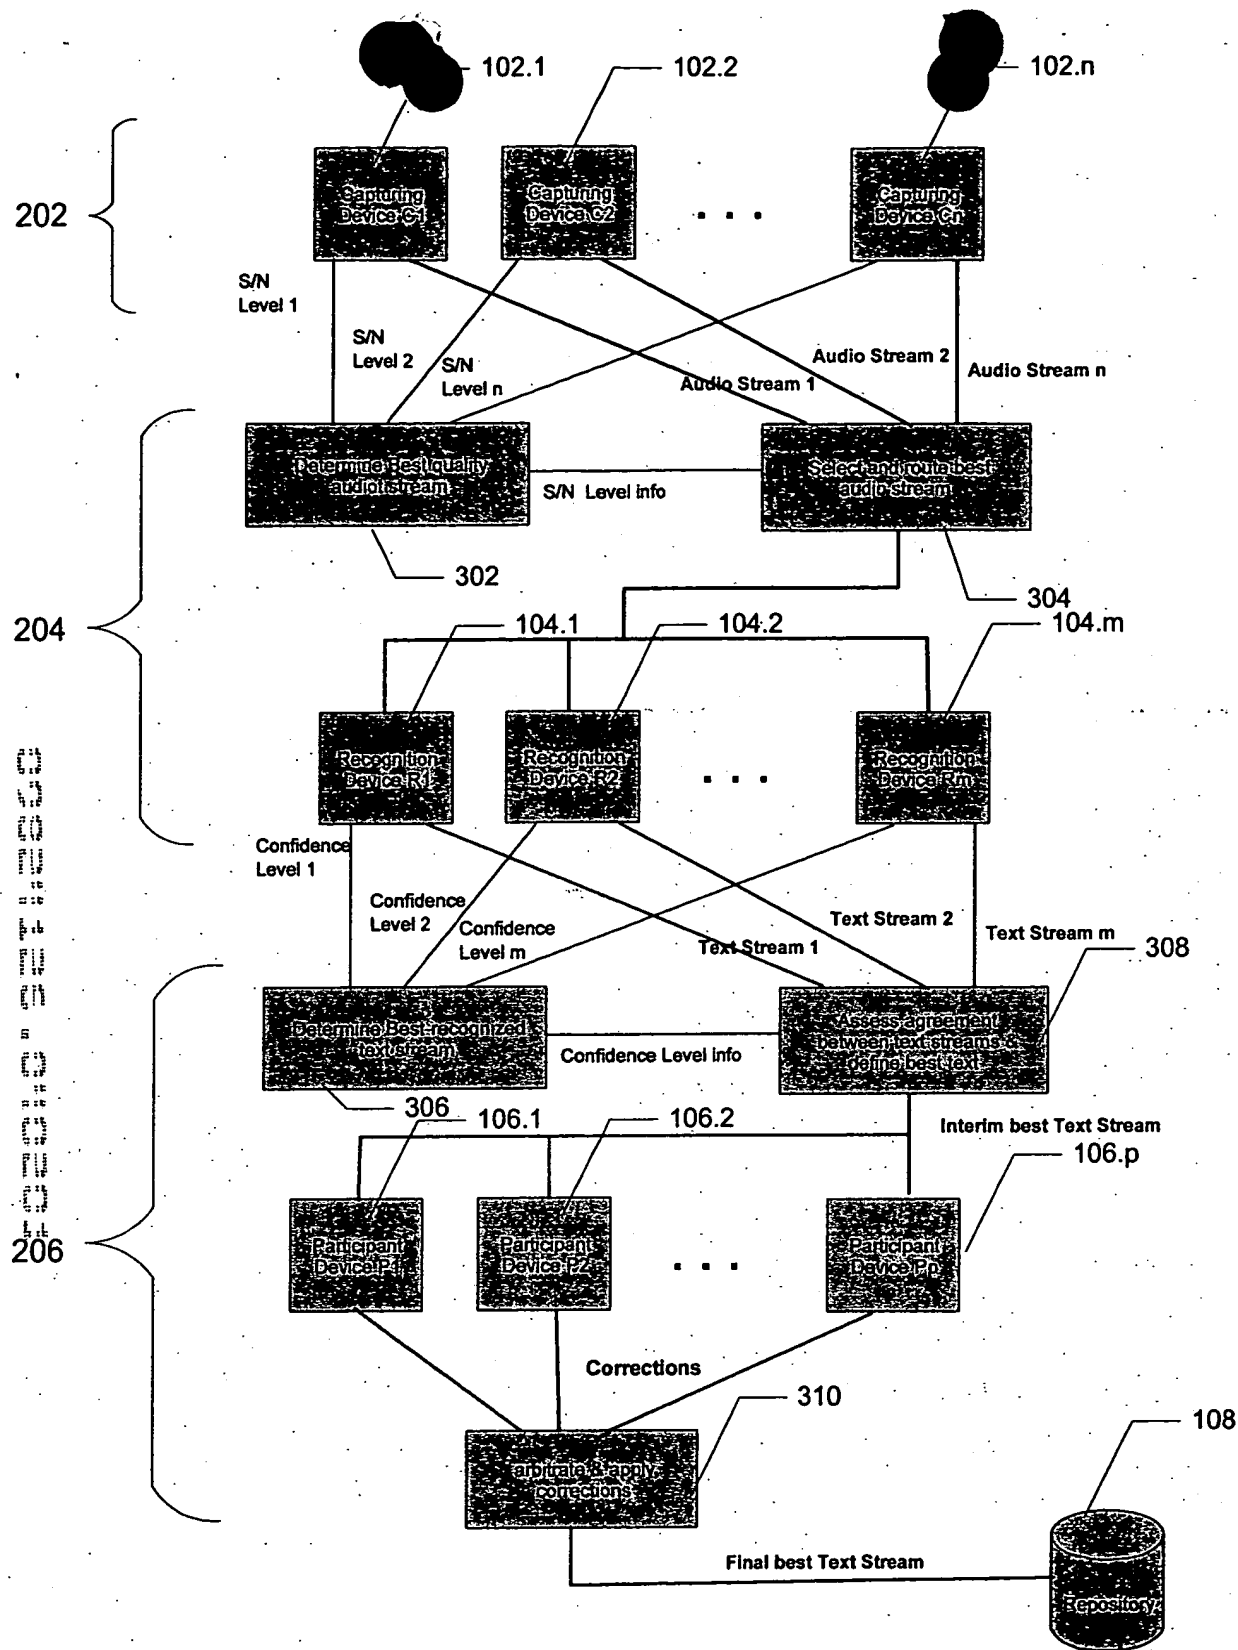 102.1
102.2
102.n
202
Capturing
Device C1
Capturing
Device C2
. . .
Capturing
Device Cn
S/N
Level 1
S/N
Level 2
S/N
Level n
Audio Stream 1
Audio Stream 2
Audio Stream n
Determine Best quality
audiot stream
S/N Level info
Select and route best
audio stream
302
304
204
104.1
104.2
104.m
Recognition
Device R1
Recognition
Device R2
. . .
Recognition
Device Rm
Confidence
Level 1
Confidence
Level 2
Confidence
Level m
Text Stream 1
Text Stream 2
Text Stream m
308
Determine Best-recognized
text stream
Confidence Level info
Assess agreement
between text streams &
define best text
306
106.1
106.2
Interim best Text Stream
106.p
206
Participant
Device P1
Participant
Device P2
. . .
Participant
Device Pp
Corrections
310
108
arbitrate & apply
corrections
Final best Text Stream
Repository